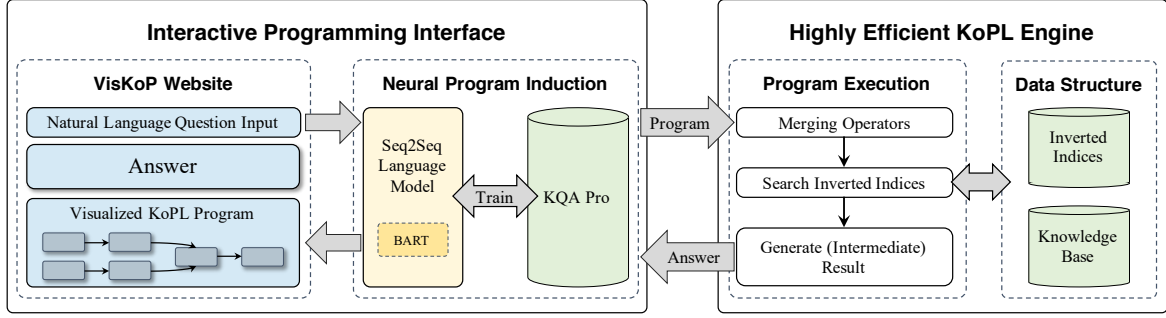 Interactive Programming Interface
VisKoP Website
Natural Language Question Input
Answer
Visualized KoPL Program
Neural Program Induction
Seq2Seq
Language
Model
BART
Train
KQA Pro
Program
Answer
Highly Efficient KoPL Engine
Program Execution
Merging Operators
Search Inverted Indices
Generate (Intermediate)
Result
Data Structure
Inverted
Indices
Knowledge
Base